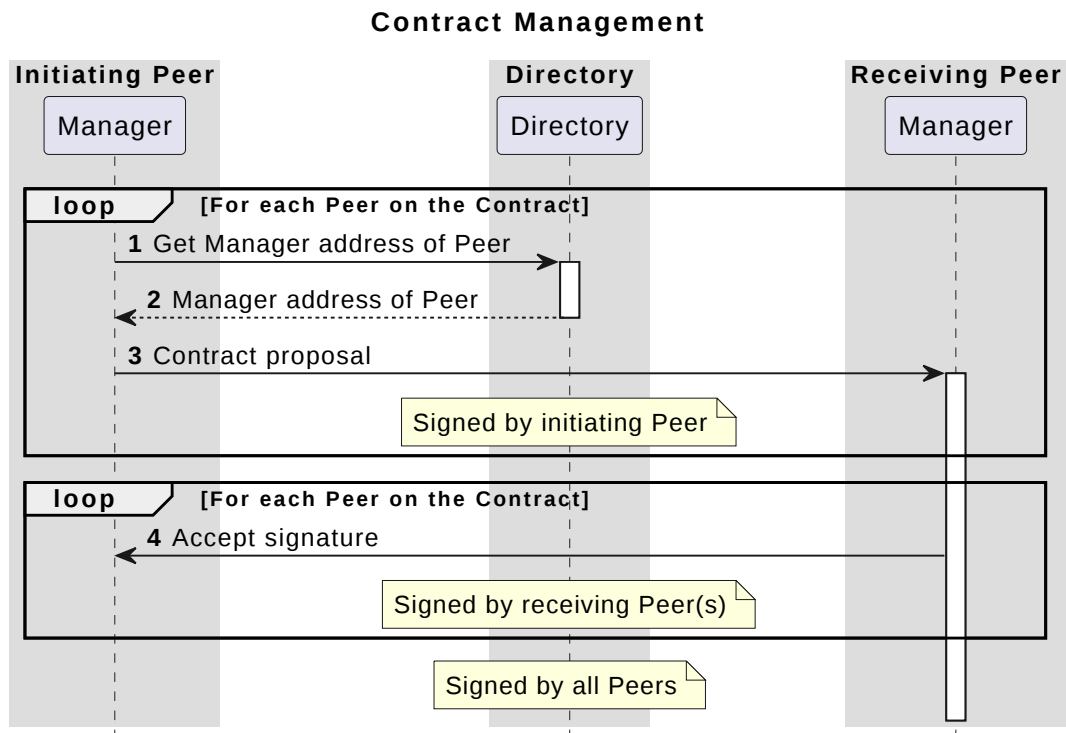 Contract Management
Initiating Peer
Directory
Receiving Peer
Manager
Directory
Manager
loop
[For each Peer on the Contract]
1 Get Manager address of Peer
2 Manager address of Peer
3 Contract proposal
Signed by initiating Peer
loop
[For each Peer on the Contract]
4 Accept signature
Signed by receiving Peer(s)
Signed by all Peers